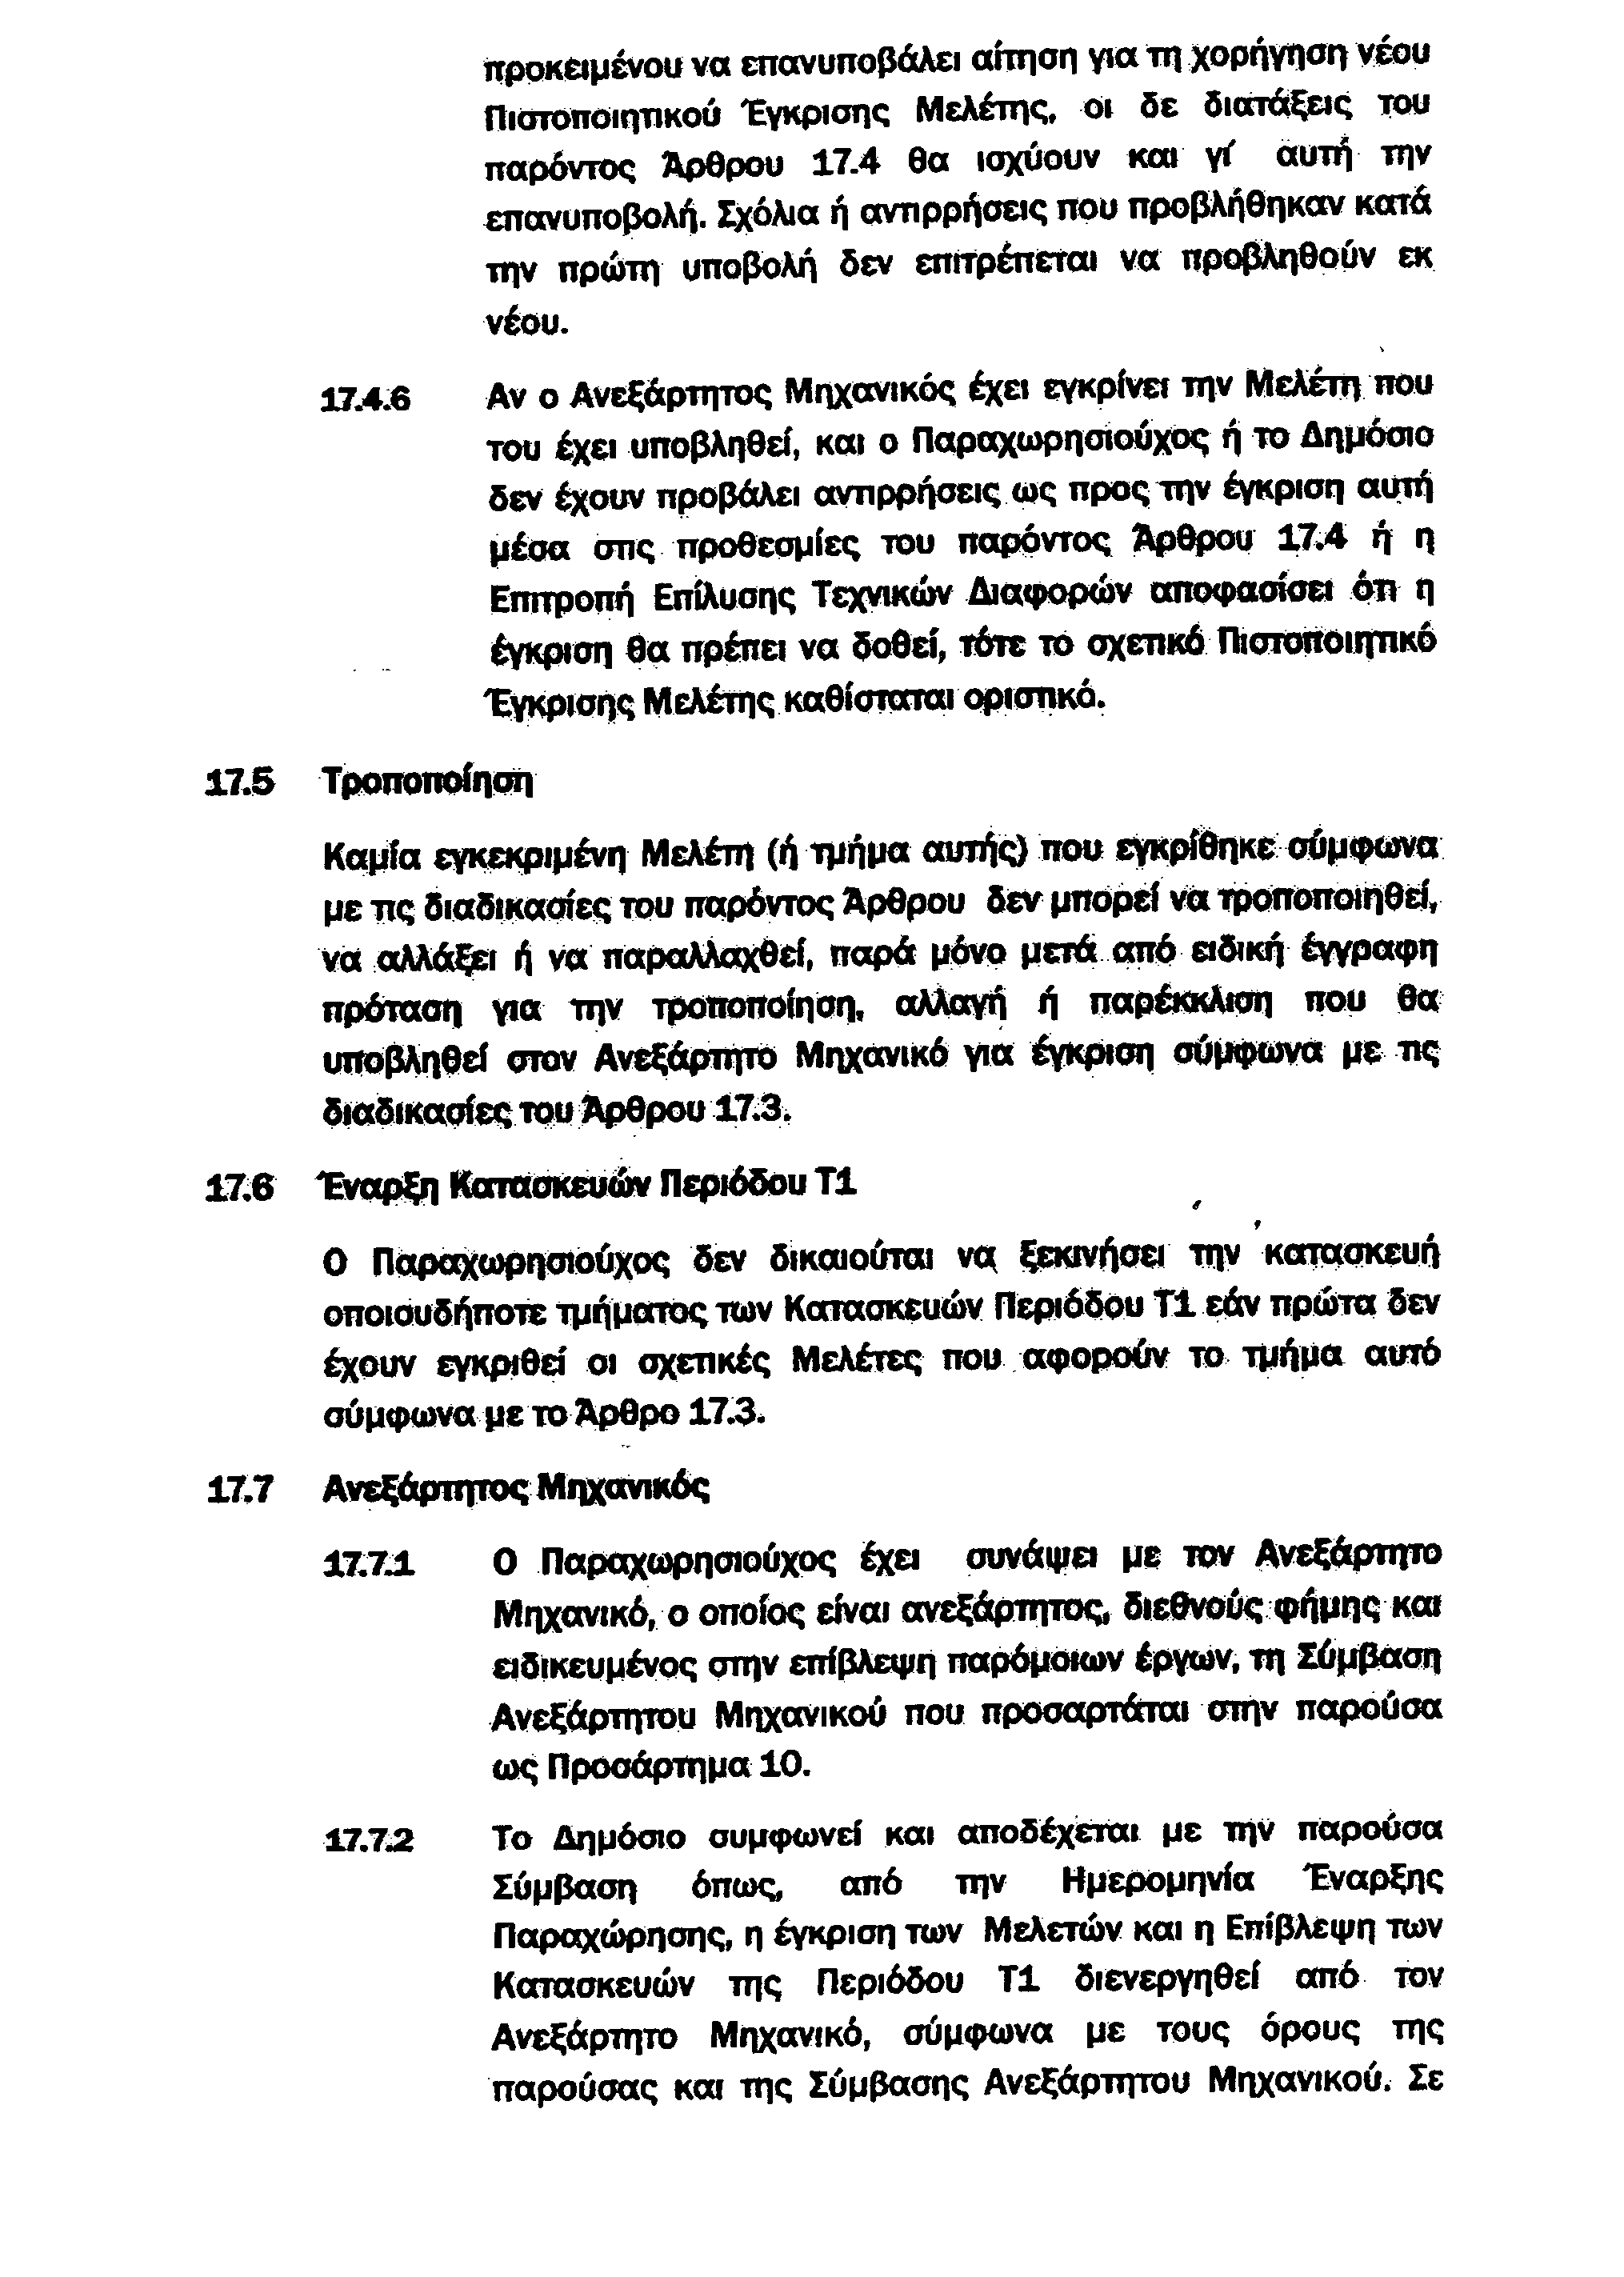 προκειμένου να επανυποβάλει αίτηση για τη χορήγηση νέου
Πιστοποιητικού Έγκρισης Μελέτης, οι δε διατάξεις του
παρόντος Άρθρου 17.4 θα ισχύουν και γι' αυτή την
επανυποβολή. Σχόλια ή αντιρρήσεις που προβλήθηκαν κατά
την πρώτη υποβολή δεν επιτρέπεται να προβληθούν εκ
νέου.
17.4.6 Αν ο Ανεξάρτητος Μηχανικός έχει εγκρίνει την Μελέτη που
του έχει υποβληθεί, και ο Παραχωρησιούχος ή το Δημόσιο
δεν έχουν προβάλει αντιρρήσεις ως προς την έγκριση αυτή
μέσα στις προθεσμίες του παρόντος Άρθρου 17.4 ή η
Επιτροπή Επίλυσης Τεχνικών Διαφορών αποφασίσει ότι η
έγκριση θα πρέπει να δοθεί, τότε το σχετικό Πιστοποιητικό
Έγκρισης Μελέτης καθίσταται οριστικό.
17.5 Τροποποίηση
Καμία εγκεκριμένη Μελέτη (ή τμήμα αυτής) που εγκρίθηκε σύμφωνα
με τις διαδικασίες του παρόντος Άρθρου δεν μπορεί να τροποποιηθεί,
να αλλάξει ή να παραλλαχθεί, παρά μόνο μετά από ειδική έγγραφη
πρόταση για την τροποποίηση, αλλαγή ή παρέκκλιση που θα
υποβληθεί στον Ανεξάρτητο Μηχανικό για έγκριση σύμφωνα με τις
διαδικασίες του Άρθρου 17.3.
17.6 Έναρξη Κατασκευών Περιόδου Τ1
Ο Παραχωρησιούχος δεν δικαιούται να ξεκινήσει την κατασκευή
οποιουδήποτε τμήματος των Κατασκευών Περιόδου Τ1 εάν πρώτα δεν
έχουν εγκριθεί οι σχετικές Μελέτες που αφορούν το τμήμα αυτό
σύμφωνα με το Άρθρο 17.3.
17.7 Ανεξάρτητος Μηχανικός
17.7.1 Ο Παραχωρησιούχος έχει συνάψει με τον Ανεξάρτητο
Μηχανικό, ο οποίος είναι ανεξάρτητος, διεθνούς φήμης και
ειδικευμένος στην επίβλεψη παρόμοιων έργων, τη Σύμβαση
Ανεξάρτητου Μηχανικού που προσαρτάται στην παρούσα
ως Προσάρτημα 10.
17.7.2 Το Δημόσιο συμφωνεί και αποδέχεται με την παρούσα
Σύμβαση όπως, από την Ημερομηνία Έναρξης
Παραχώρησης, η έγκριση των Μελετών και η Επίβλεψη των
Κατασκευών της Περιόδου Τ1 διενεργηθεί από τον
Ανεξάρτητο Μηχανικό, σύμφωνα με τους όρους της
παρούσας και της Σύμβασης Ανεξάρτητου Μηχανικού. Σε